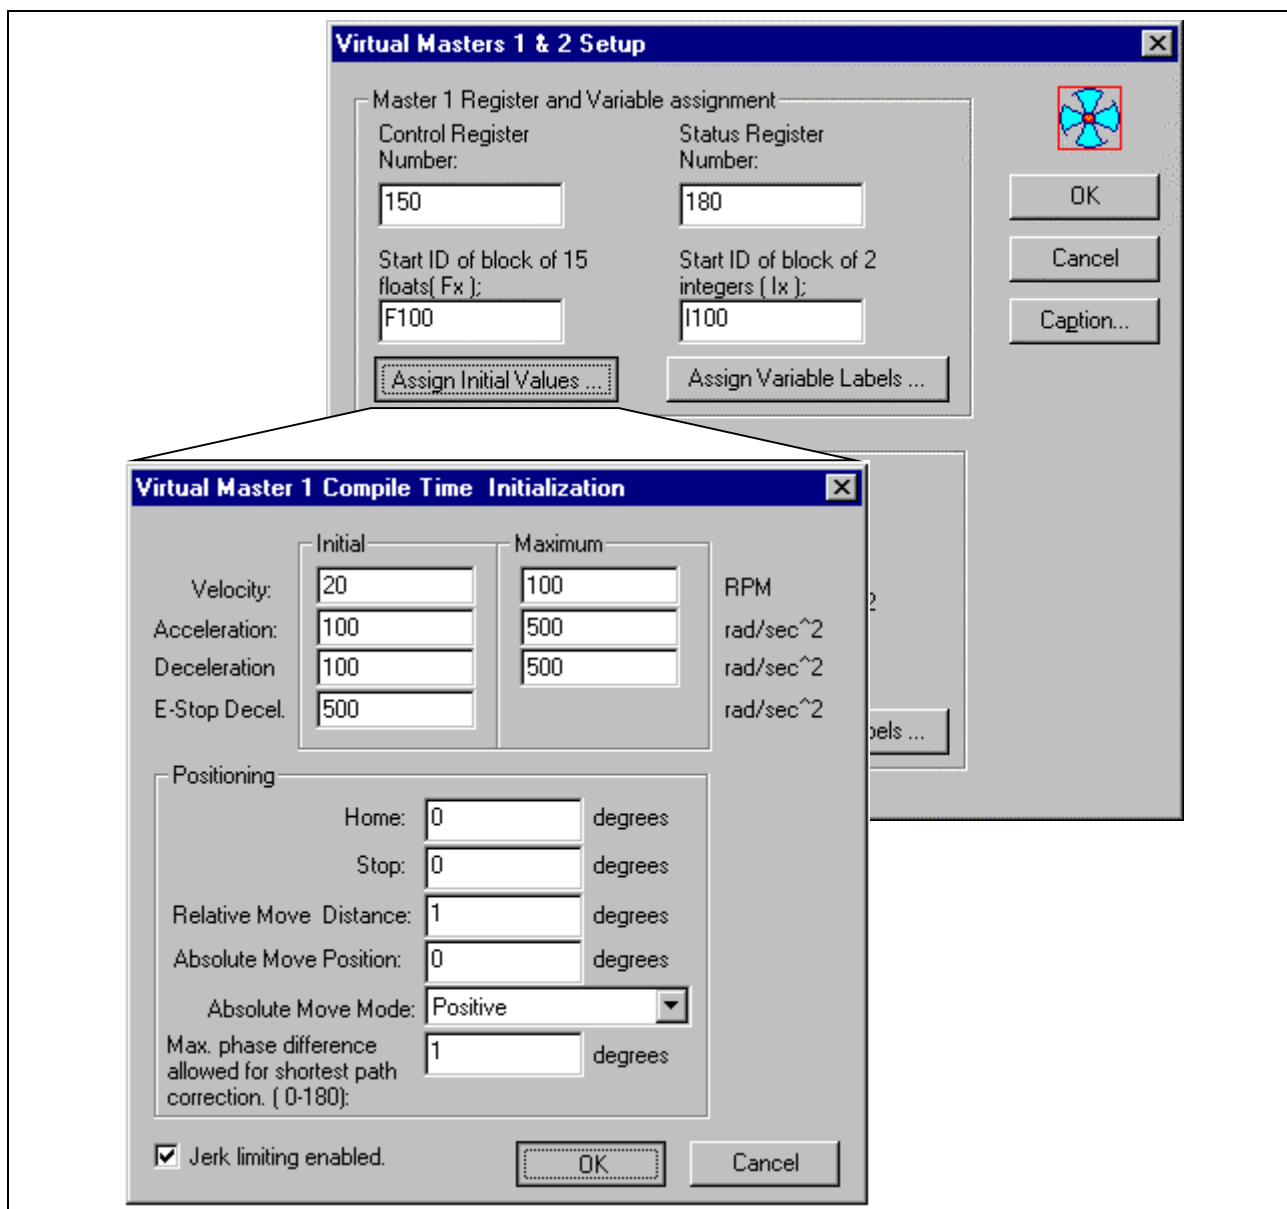 Virtual Masters 1 & 2 Setup
Master 1 Register and Variable assignment
Control Register
Number:
Status Register
Number:
150
180
Start ID of block of 15
floats( Fx );
Start ID of block of 2
integers ( Ix );
F100
I100
Assign Initial Values ...
Assign Variable Labels ...
OK
Cancel
Caption...
2
bels ...
Virtual Master 1 Compile Time Initialization
Initial
Maximum
Velocity:
20
100
RPM
Acceleration:
100
500
rad/sec^2
Deceleration
100
500
rad/sec^2
E-Stop Decel.
500
rad/sec^2
Positioning
Home:
0
degrees
Stop:
0
degrees
Relative Move Distance:
1
degrees
Absolute Move Position:
0
degrees
Absolute Move Mode:
Positive
Max. phase difference
allowed for shortest path
correction. ( 0-180):
1
degrees
Jerk limiting enabled.
OK
Cancel